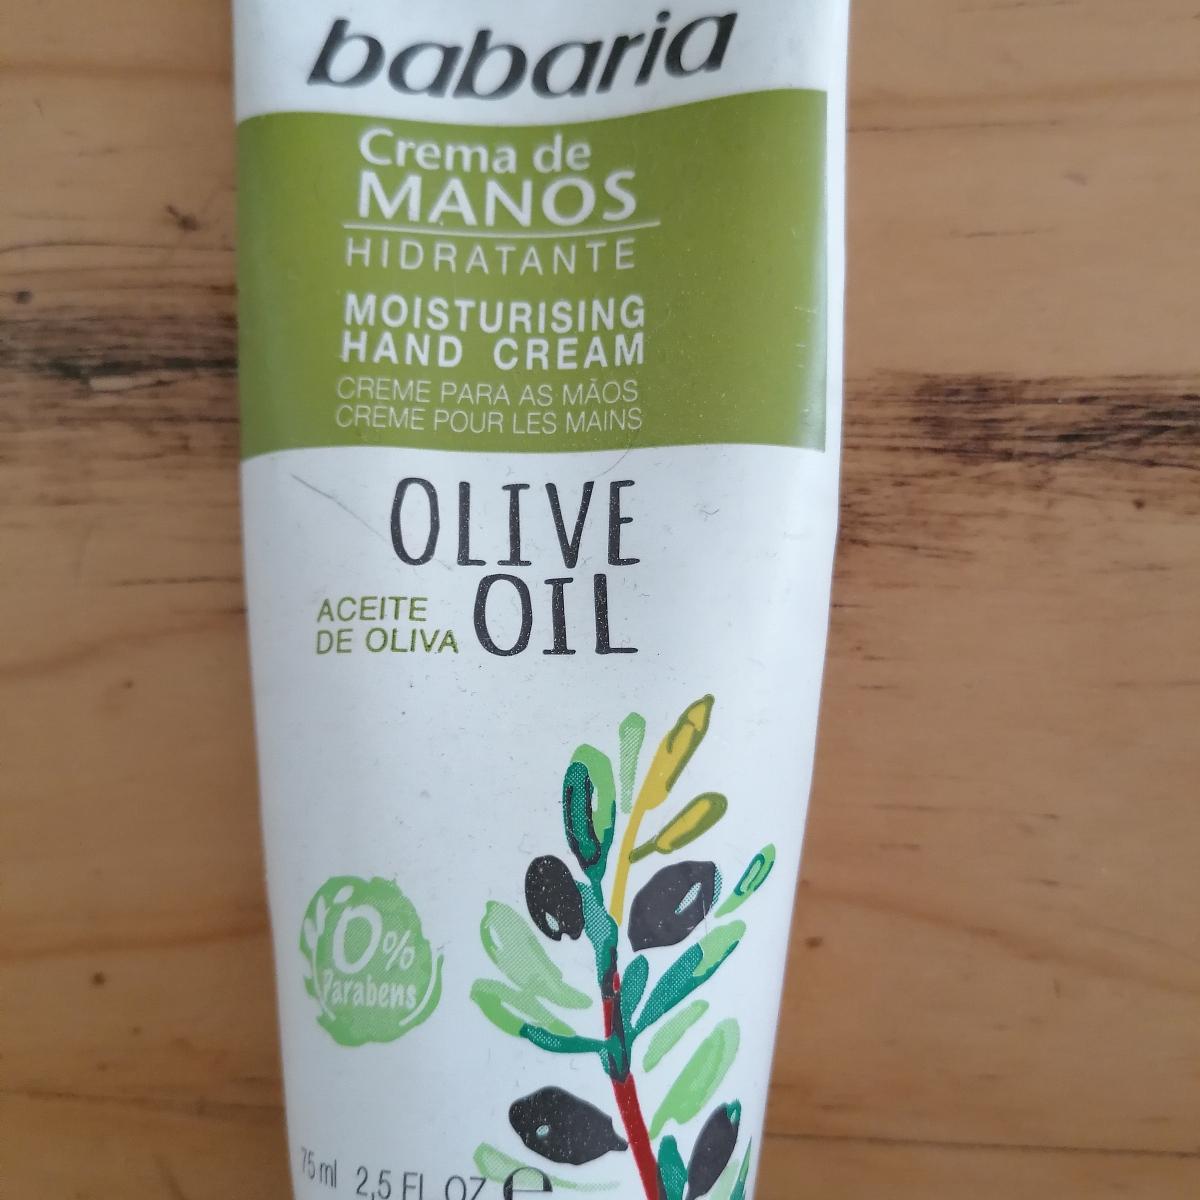 babaria
Crema de
MANOS
HIDRATANTE
MOISTURISING
HAND CREAM
CREME PARA AS MÃOS
CREME POUR LES MAINS
OLIVE
OIL
ACEITE
DE OLIVA
0%
Parabens
75 ml 2,5 FL. OZ ℮